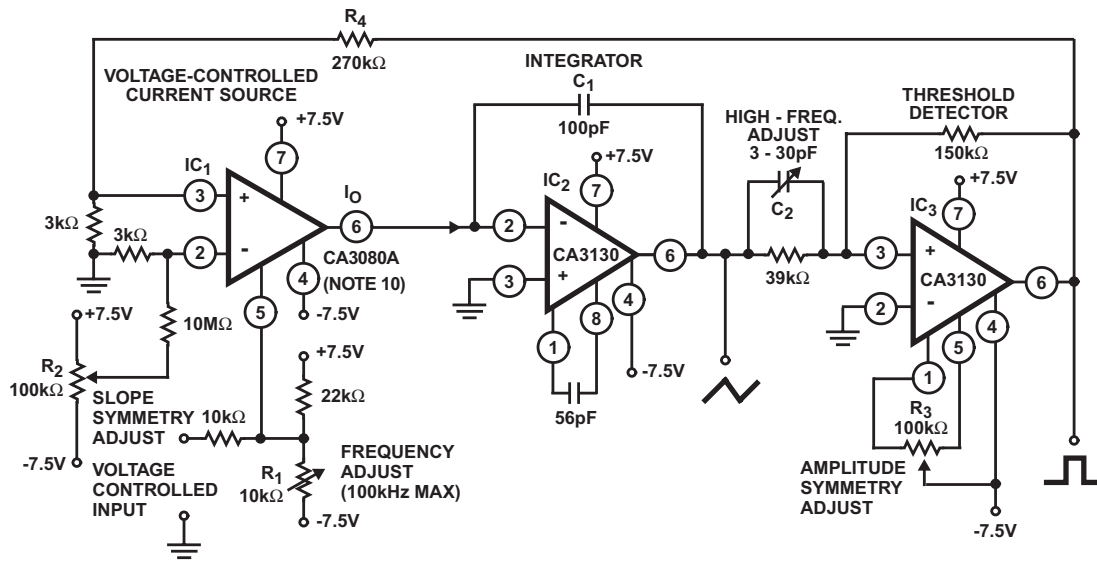 R4
270kΩ
VOLTAGE-CONTROLLED
CURRENT SOURCE
+7.5V
7
IC1
3
+
3kΩ
3kΩ
2
-
IO
6
CA3080A
(NOTE 10)
4
-7.5V
5
10MΩ
+7.5V
R2
100kΩ
SLOPE
SYMMETRY
ADJUST
-7.5V
VOLTAGE
CONTROLLED
INPUT
10kΩ
+7.5V
22kΩ
R1
10kΩ
FREQUENCY
ADJUST
(100kHz MAX)
-7.5V
INTEGRATOR
C1
100pF
+7.5V
7
IC2
2
-
CA3130
3
+
6
4
-7.5V
8
1
56pF
HIGH - FREQ.
ADJUST
3 - 30pF
C2
39kΩ
THRESHOLD
DETECTOR
150kΩ
+7.5V
7
IC3
3
+
CA3130
2
-
6
4
5
1
R3
100kΩ
AMPLITUDE
SYMMETRY
ADJUST
-7.5V